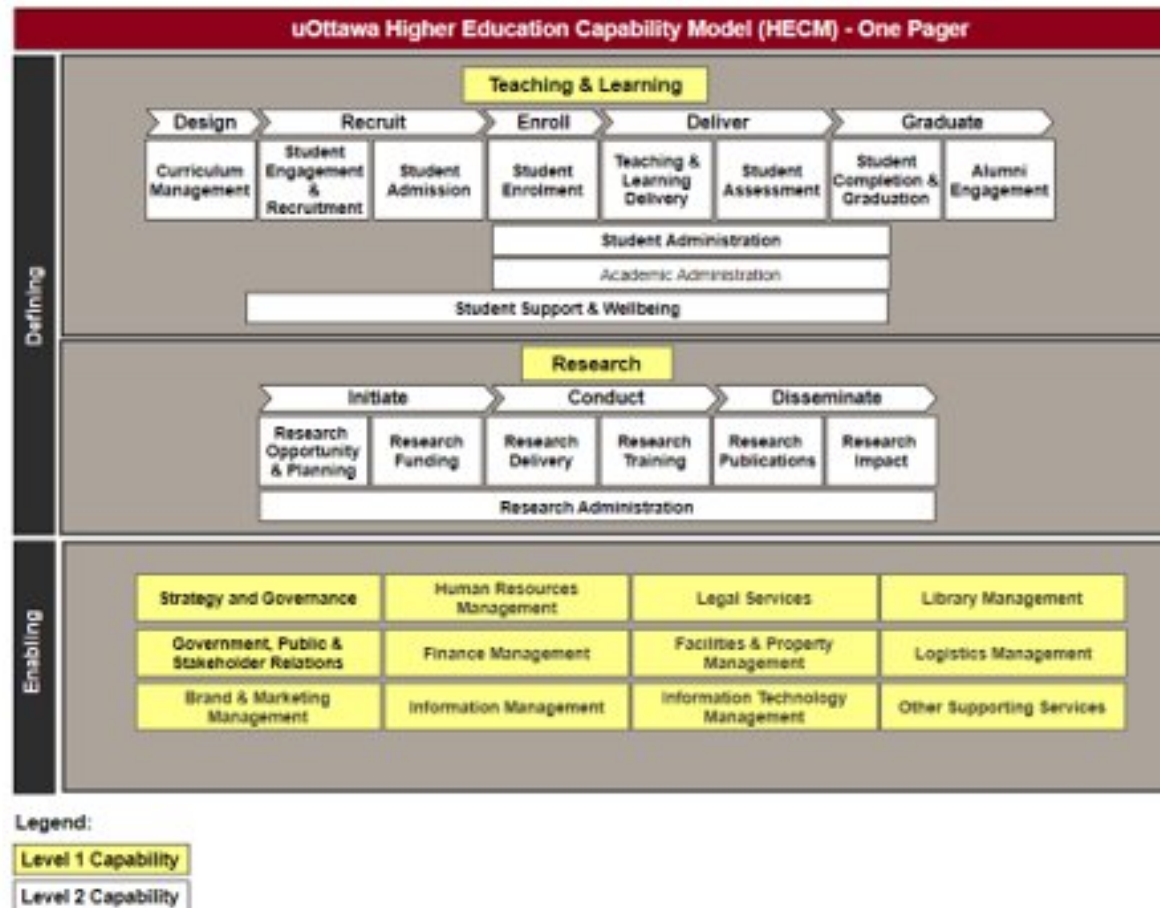 uOttawa Higher Education Capability Model (HECM) - One Pager
Defining
Teaching & Learning
Design
Recruit
Enroll
Deliver
Graduate
Curriculum
Management
Student
Engagement
&
Recruitment
Student
Admission
Student
Enrolment
Teaching &
Learning
Delivery
Student
Assessment
Student
Completion &
Graduation
Alumni
Engagement
Student Administration
Academic Administration
Student Support & Wellbeing
Research
Initiate
Conduct
Disseminate
Research
Opportunity
& Planning
Research
Funding
Research
Delivery
Research
Training
Research
Publications
Research
Impact
Research Administration
Enabling
Strategy and Governance
Human Resources
Management
Legal Services
Library Management
Government, Public &
Stakeholder Relations
Finance Management
Facilities & Property
Management
Logistics Management
Brand & Marketing
Management
Information Management
Information Technology
Management
Other Supporting Services
Legend:
Level 1 Capability
Level 2 Capability